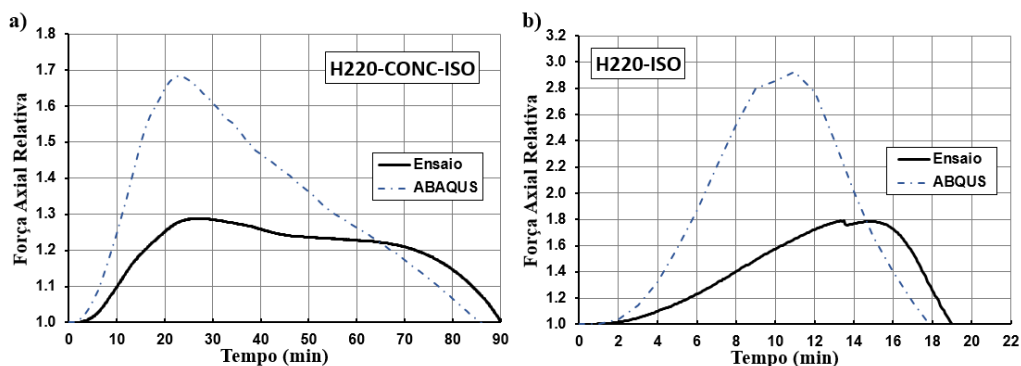 a)
1.8
1.7
1.6
1.5
1.4
1.3
1.2
1.1
1.0
Força Axial Relativa
H220-CONC-ISO
Ensaio
ABAQUS
0 10 20 30 40 50 60 70 80 90
Tempo (min)
b)
3.2
3.0
2.8
2.6
2.4
2.2
2.0
1.8
1.6
1.4
1.2
1.0
Força Axial Relativa
H220-ISO
Ensaio
ABQUS
0 2 4 6 8 10 12 14 16 18 20 22
Tempo (min)